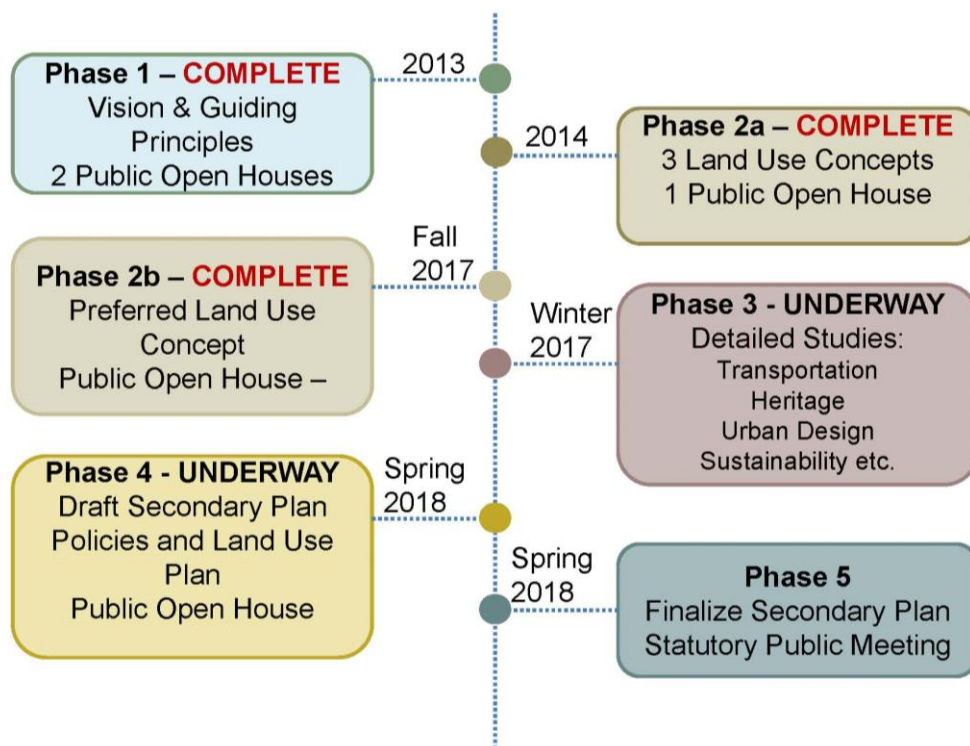 2013
Phase 1 – COMPLETE
Vision & Guiding
Principles
2 Public Open Houses
2014
Phase 2a – COMPLETE
3 Land Use Concepts
1 Public Open House
Fall
2017
Phase 2b – COMPLETE
Preferred Land Use
Concept
Public Open House –
Winter
2017
Phase 3 - UNDERWAY
Detailed Studies:
Transportation
Heritage
Urban Design
Sustainability etc.
Spring
2018
Phase 4 - UNDERWAY
Draft Secondary Plan
Policies and Land Use
Plan
Public Open House
Spring
2018
Phase 5
Finalize Secondary Plan
Statutory Public Meeting